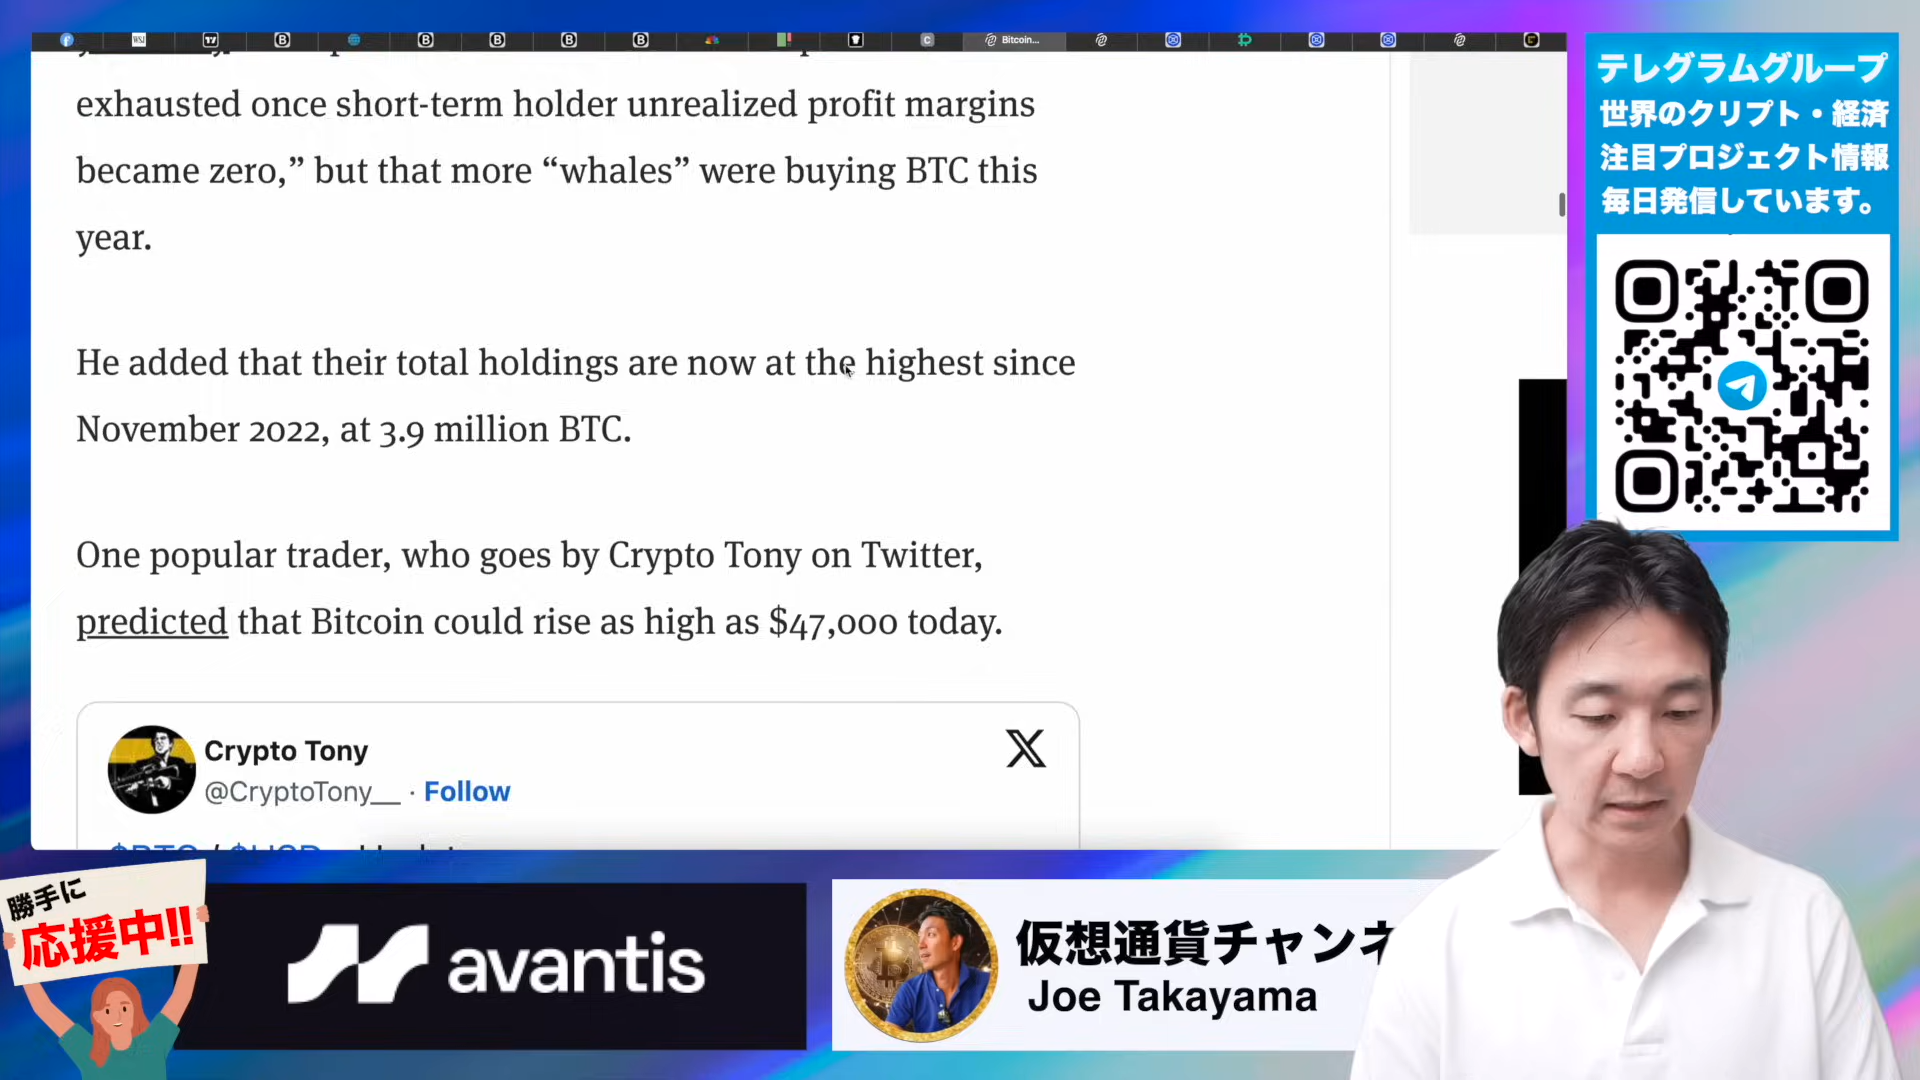 WSJ
Bitcoin...
exhausted once short-term holder unrealized profit margins
became zero,” but that more “whales” were buying BTC this
year.
He added that their total holdings are now at the highest since
November 2022, at 3.9 million BTC.
One popular trader, who goes by Crypto Tony on Twitter,
predicted that Bitcoin could rise as high as $47,000 today.
Crypto Tony
@CryptoTony__ · Follow
テレグラムグループ
世界のクリプト・経済
注目プロジェクト情報
毎日発信しています。
勝手に
応援中!!
avantis
仮想通貨チャンネ
Joe Takayama